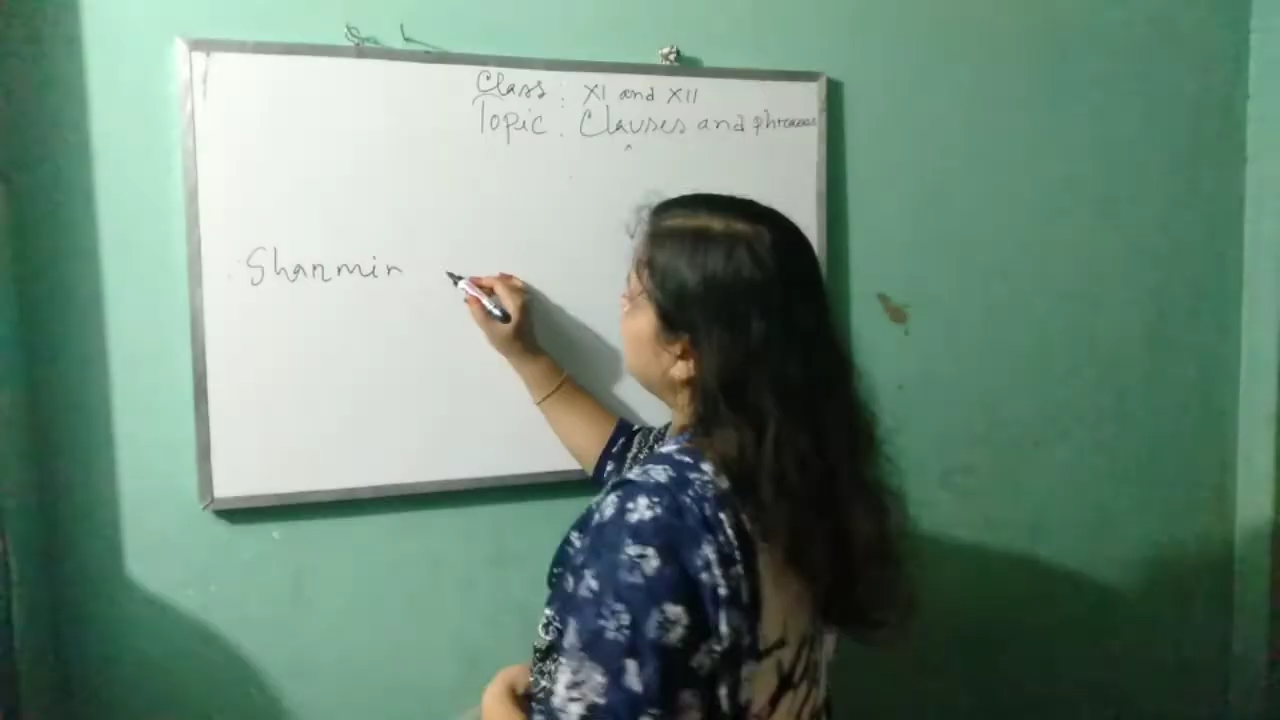 Class : XI and XII
Topic : Clauses and phrases
Sharmin